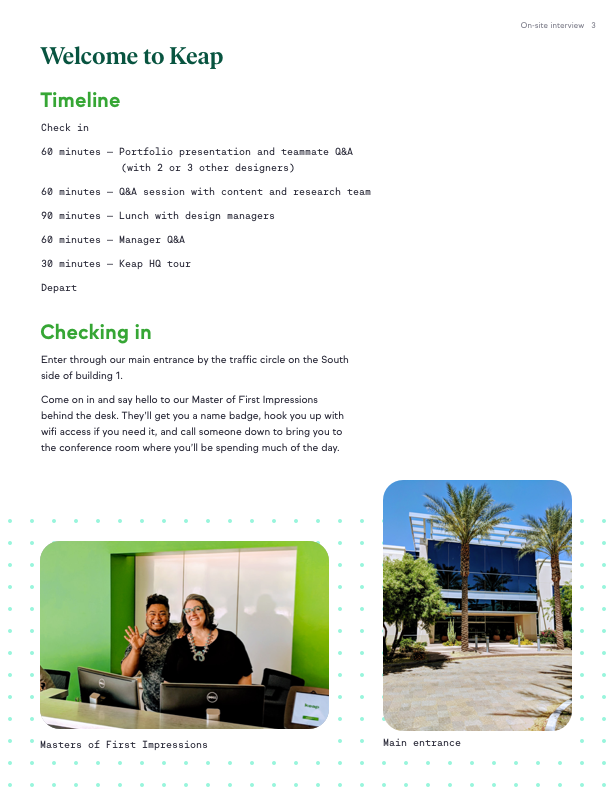 On-site interview 3
Welcome to Keap
Timeline
Check in
60 minutes — Portfolio presentation and teammate Q&A
(with 2 or 3 other designers)
60 minutes — Q&A session with content and research team
90 minutes — Lunch with design managers
60 minutes — Manager Q&A
30 minutes — Keap HQ tour
Depart
Checking in
Enter through our main entrance by the traffic circle on the South
side of building 1.
Come on in and say hello to our Master of First Impressions
behind the desk. They’ll get you a name badge, hook you up with
wifi access if you need it, and call someone down to bring you to
the conference room where you’ll be spending much of the day.
DELL
DELL
Masters of First Impressions
Main entrance